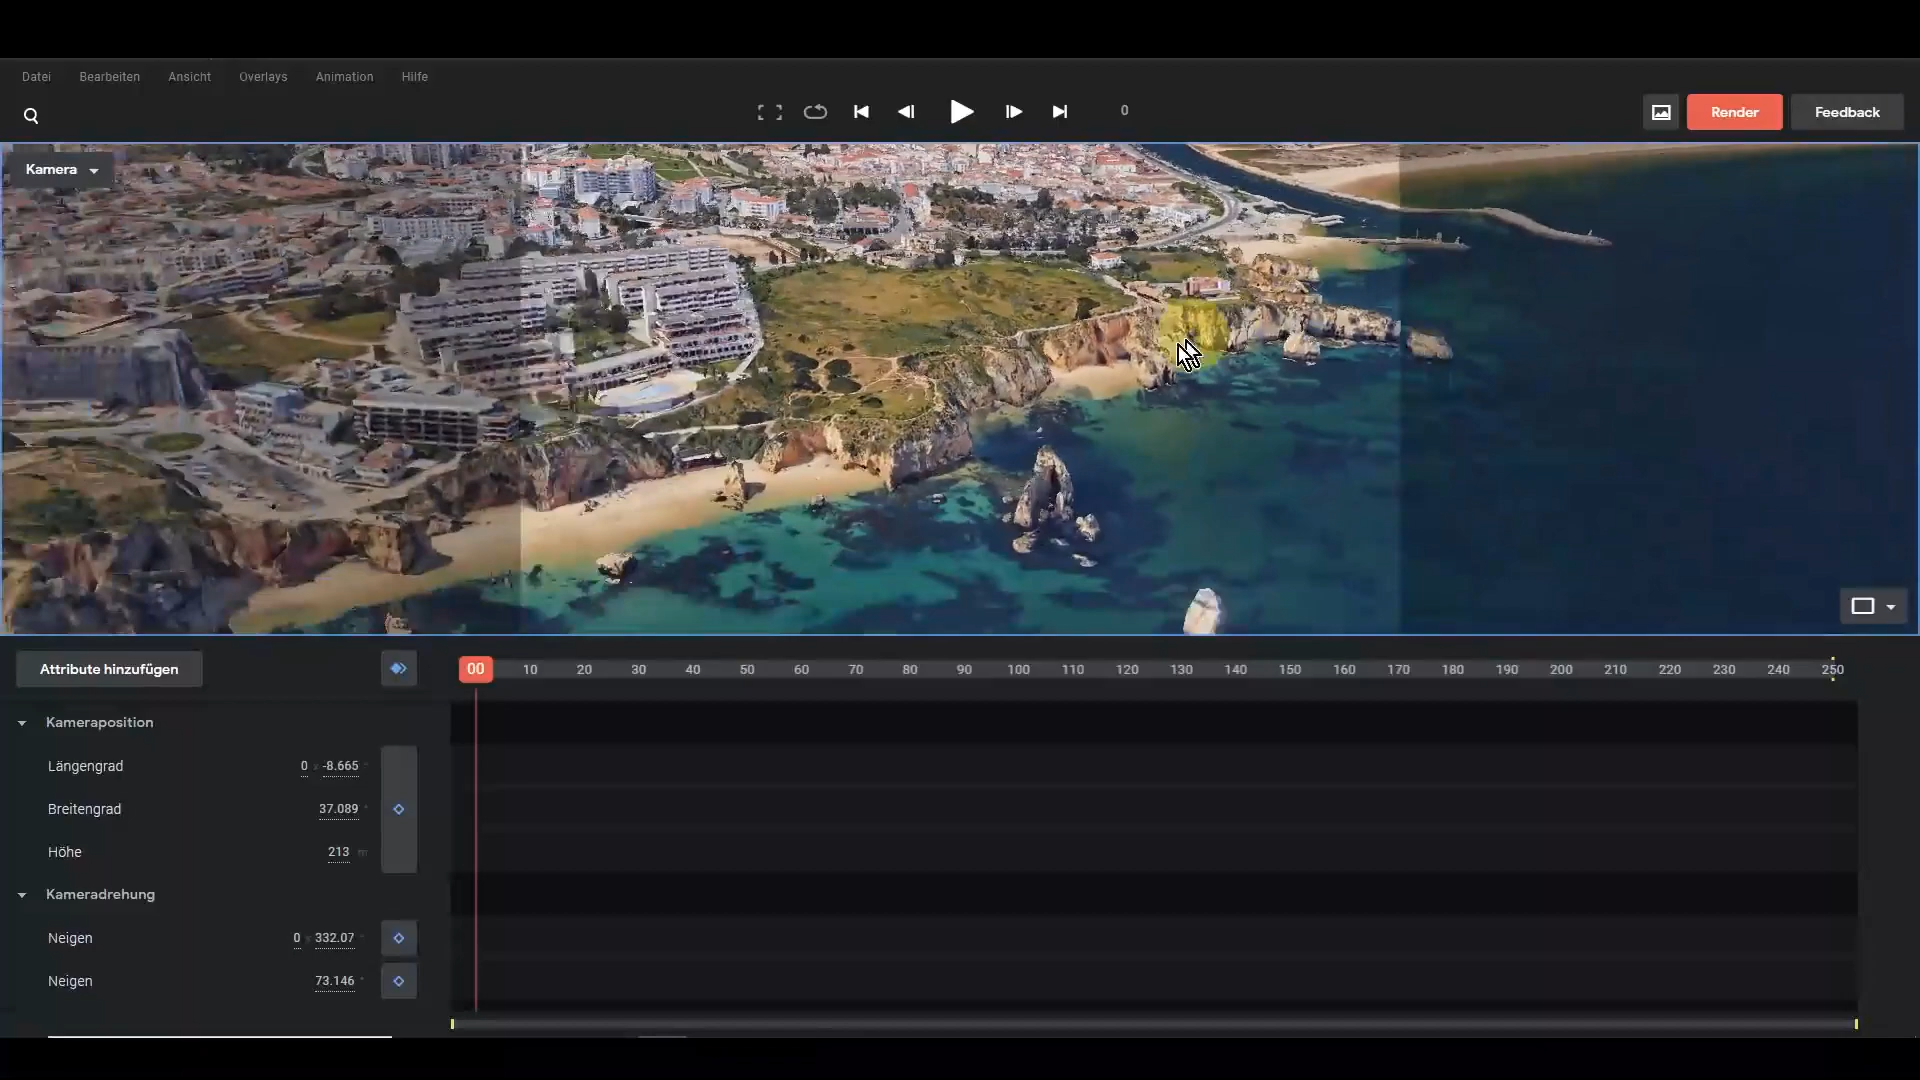 Datei Bearbeiten Ansicht Overlays Animation Hilfe
0
Render
Feedback
Kamera
Attribute hinzufügen
00 10 20 30 40 50 60 70 80 90 100 110 120 130 140 150 160 170 180 190 200 210 220 230 240 250
Kameraposition
Längengrad 0 x -8.665 °
Breitengrad 37.089 °
Höhe 213 m
Kameradrehung
Neigen 0 x 332.07 °
Neigen 73.146 °